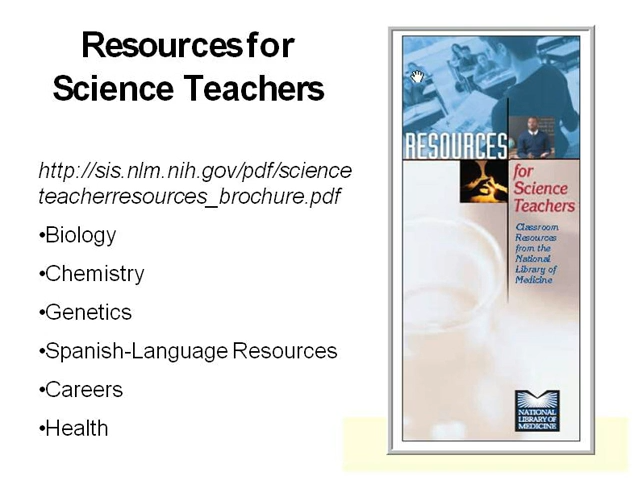 Resources for
Science Teachers
http://sis.nlm.nih.gov/pdf/science
teacherresources_brochure.pdf
•Biology
•Chemistry
•Genetics
•Spanish-Language Resources
•Careers
•Health
RESOURCES
for
Science
Teachers
Classroom
Resources
from the
National
Library of
Medicine
NATIONAL
LIBRARY OF
MEDICINE